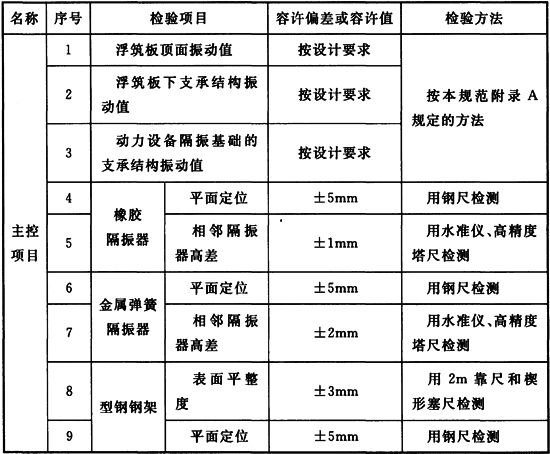 名称 序号 检验项目 容许偏差或容许值 检验方法
主控项目
1 浮筑板顶面振动值 按设计要求
2 浮筑板下支承结构振动值 按设计要求
3 动力设备隔振基础的支承结构振动值 按设计要求
按本规范附录 A 规定的方法
橡胶隔振器
4 平面定位 ±5mm 用钢尺检测
5 相邻隔振器高差 ±1mm 用水准仪、高精度塔尺检测
金属弹簧隔振器
6 平面定位 ±5mm 用钢尺检测
7 相邻隔振器高差 ±2mm 用水准仪、高精度塔尺检测
型钢钢架
8 表面平整度 ±3mm 用 2m 靠尺和楔形塞尺检测
9 平面定位 ±5mm 用钢尺检测